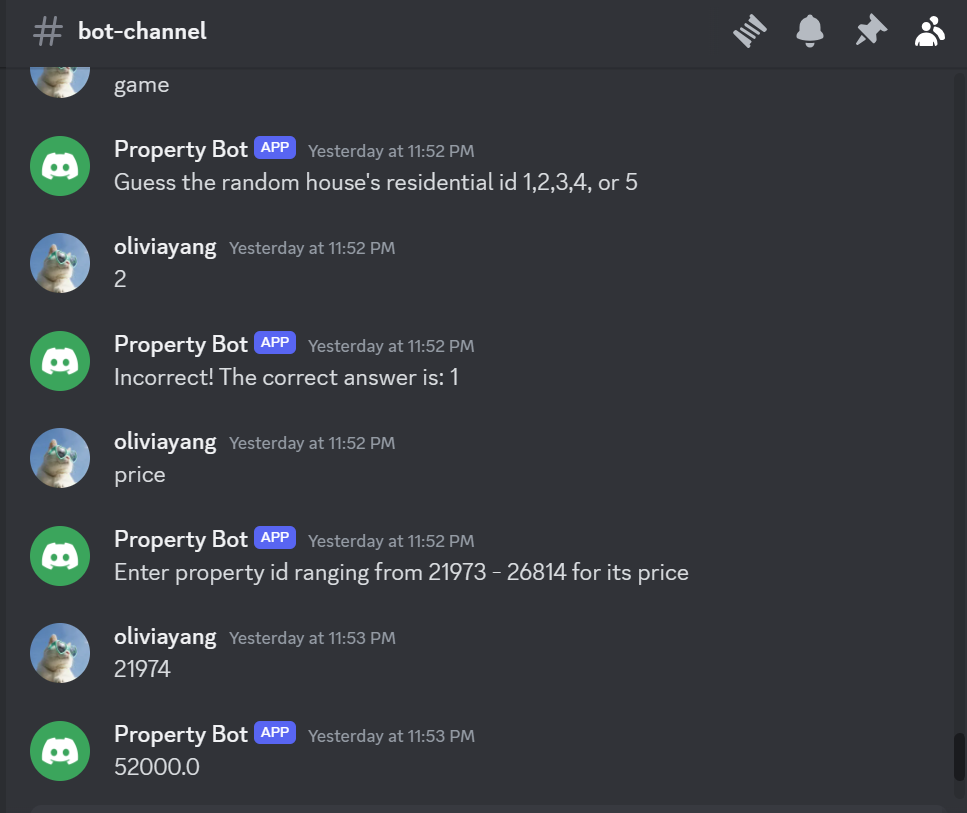 bot-channel
game
Property Bot APP Yesterday at 11:52 PM
Guess the random house's residential id 1,2,3,4, or 5
oliviayang Yesterday at 11:52 PM
2
Property Bot APP Yesterday at 11:52 PM
Incorrect! The correct answer is: 1
oliviayang Yesterday at 11:52 PM
price
Property Bot APP Yesterday at 11:52 PM
Enter property id ranging from 21973 - 26814 for its price
oliviayang Yesterday at 11:53 PM
21974
Property Bot APP Yesterday at 11:53 PM
52000.0